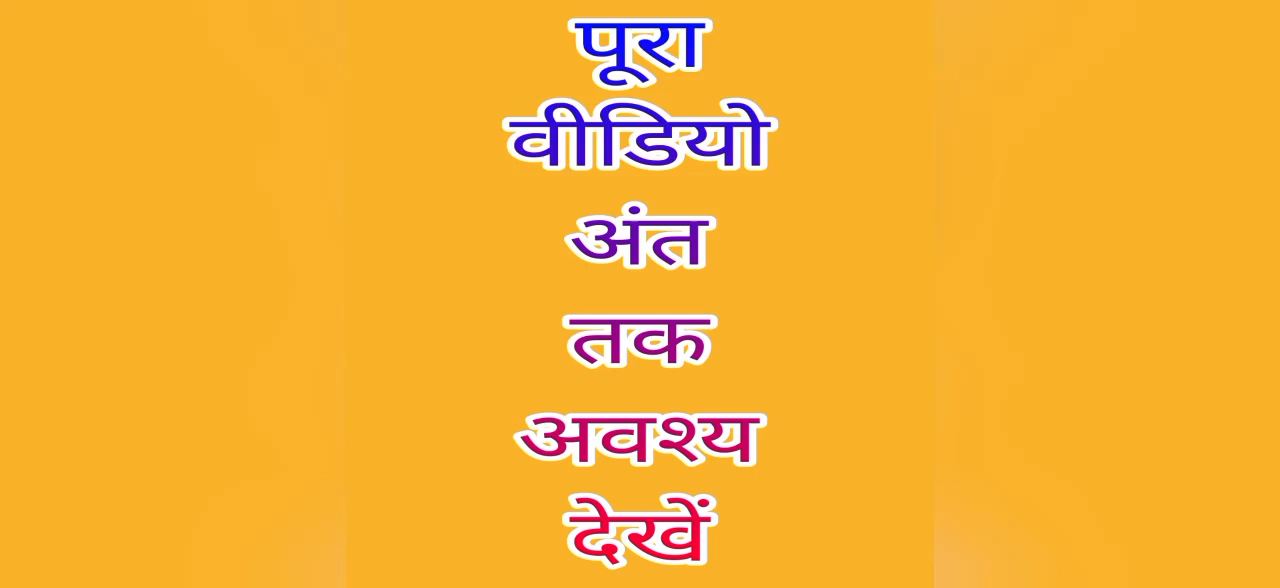 पूरा
वीडियो
अंत
तक
अवश्य
देखें